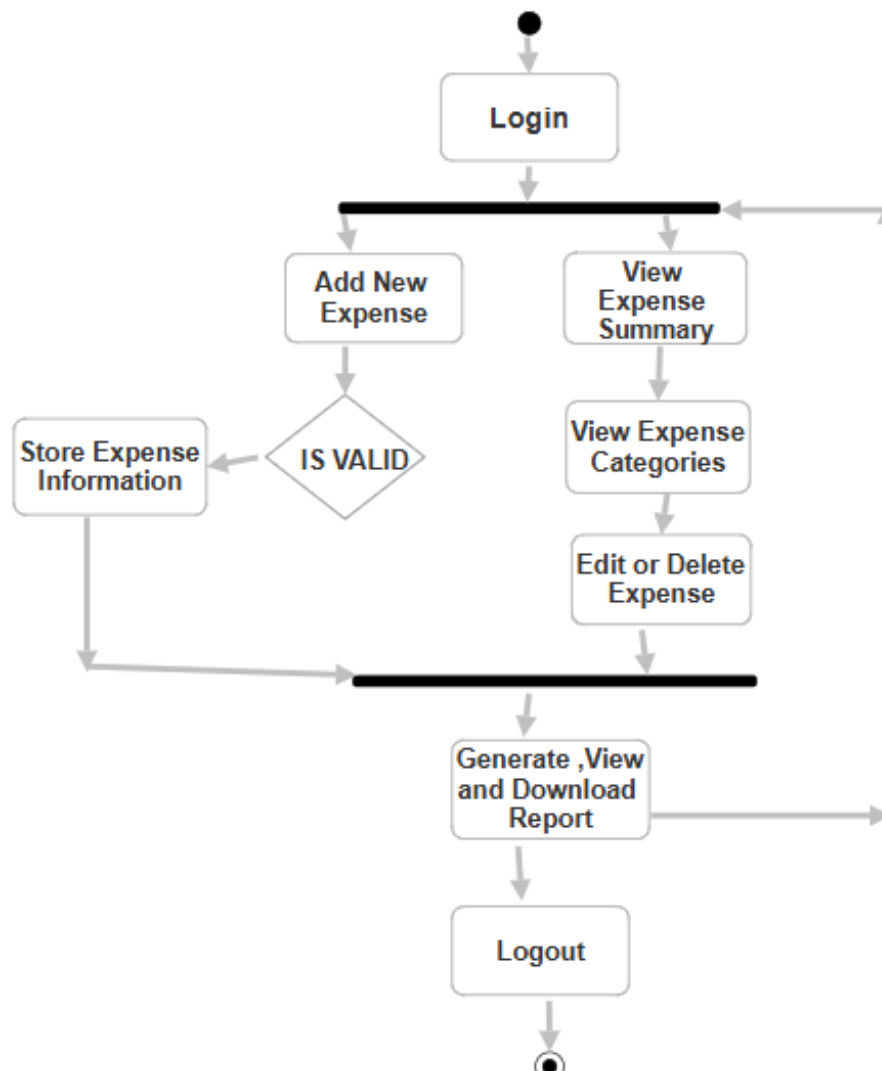 Login
Add New
Expense
View
Expense
Summary
IS VALID
Store Expense
Information
View Expense
Categories
Edit or Delete
Expense
Generate ,View
and Download
Report
Logout